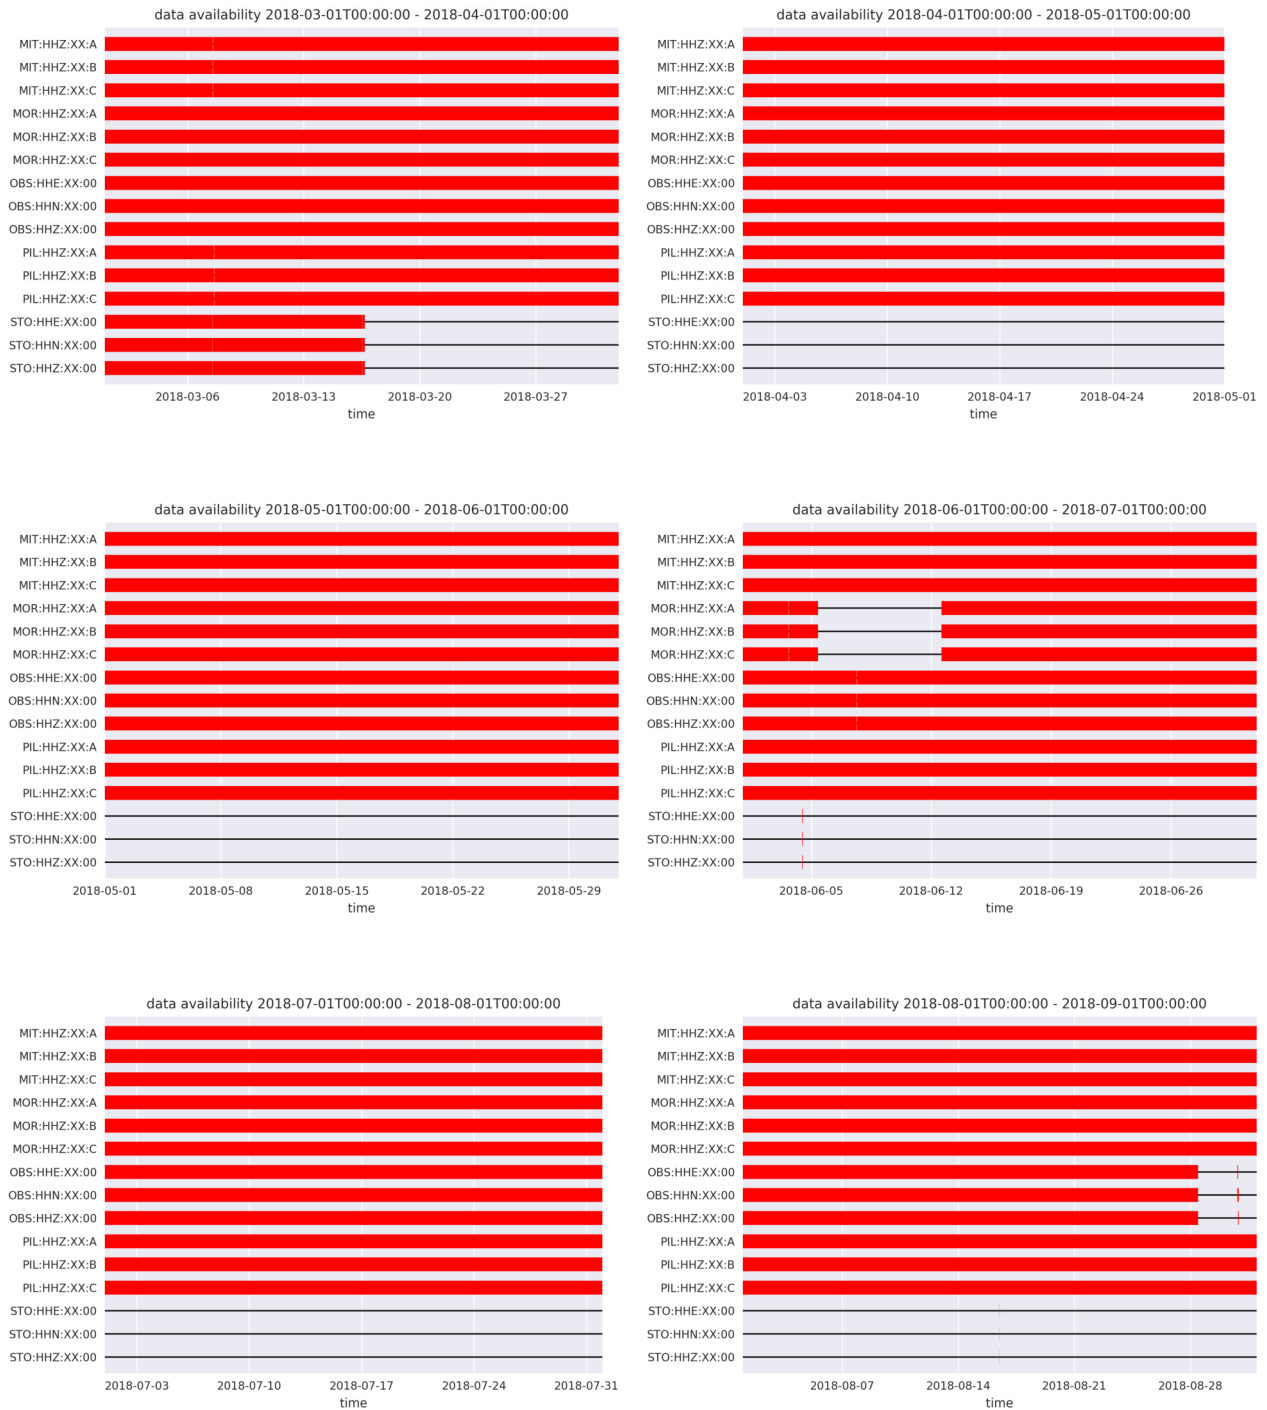 data availability 2018-03-01T00:00:00 - 2018-04-01T00:00:00
MIT:HHZ:XX:A
MIT:HHZ:XX:B
MIT:HHZ:XX:C
MOR:HHZ:XX:A
MOR:HHZ:XX:B
MOR:HHZ:XX:C
OBS:HHE:XX:00
OBS:HHN:XX:00
OBS:HHZ:XX:00
PIL:HHZ:XX:A
PIL:HHZ:XX:B
PIL:HHZ:XX:C
STO:HHE:XX:00
STO:HHN:XX:00
STO:HHZ:XX:00
2018-03-06 2018-03-13 2018-03-20 2018-03-27
time
data availability 2018-04-01T00:00:00 - 2018-05-01T00:00:00
MIT:HHZ:XX:A
MIT:HHZ:XX:B
MIT:HHZ:XX:C
MOR:HHZ:XX:A
MOR:HHZ:XX:B
MOR:HHZ:XX:C
OBS:HHE:XX:00
OBS:HHN:XX:00
OBS:HHZ:XX:00
PIL:HHZ:XX:A
PIL:HHZ:XX:B
PIL:HHZ:XX:C
STO:HHE:XX:00
STO:HHN:XX:00
STO:HHZ:XX:00
2018-04-03 2018-04-10 2018-04-17 2018-04-24 2018-05-01
time
data availability 2018-05-01T00:00:00 - 2018-06-01T00:00:00
MIT:HHZ:XX:A
MIT:HHZ:XX:B
MIT:HHZ:XX:C
MOR:HHZ:XX:A
MOR:HHZ:XX:B
MOR:HHZ:XX:C
OBS:HHE:XX:00
OBS:HHN:XX:00
OBS:HHZ:XX:00
PIL:HHZ:XX:A
PIL:HHZ:XX:B
PIL:HHZ:XX:C
STO:HHE:XX:00
STO:HHN:XX:00
STO:HHZ:XX:00
2018-05-01 2018-05-08 2018-05-15 2018-05-22 2018-05-29
time
data availability 2018-06-01T00:00:00 - 2018-07-01T00:00:00
MIT:HHZ:XX:A
MIT:HHZ:XX:B
MIT:HHZ:XX:C
MOR:HHZ:XX:A
MOR:HHZ:XX:B
MOR:HHZ:XX:C
OBS:HHE:XX:00
OBS:HHN:XX:00
OBS:HHZ:XX:00
PIL:HHZ:XX:A
PIL:HHZ:XX:B
PIL:HHZ:XX:C
STO:HHE:XX:00
STO:HHN:XX:00
STO:HHZ:XX:00
2018-06-05 2018-06-12 2018-06-19 2018-06-26
time
data availability 2018-07-01T00:00:00 - 2018-08-01T00:00:00
MIT:HHZ:XX:A
MIT:HHZ:XX:B
MIT:HHZ:XX:C
MOR:HHZ:XX:A
MOR:HHZ:XX:B
MOR:HHZ:XX:C
OBS:HHE:XX:00
OBS:HHN:XX:00
OBS:HHZ:XX:00
PIL:HHZ:XX:A
PIL:HHZ:XX:B
PIL:HHZ:XX:C
STO:HHE:XX:00
STO:HHN:XX:00
STO:HHZ:XX:00
2018-07-03 2018-07-10 2018-07-17 2018-07-24 2018-07-31
time
data availability 2018-08-01T00:00:00 - 2018-09-01T00:00:00
MIT:HHZ:XX:A
MIT:HHZ:XX:B
MIT:HHZ:XX:C
MOR:HHZ:XX:A
MOR:HHZ:XX:B
MOR:HHZ:XX:C
OBS:HHE:XX:00
OBS:HHN:XX:00
OBS:HHZ:XX:00
PIL:HHZ:XX:A
PIL:HHZ:XX:B
PIL:HHZ:XX:C
STO:HHE:XX:00
STO:HHN:XX:00
STO:HHZ:XX:00
2018-08-07 2018-08-14 2018-08-21 2018-08-28
time